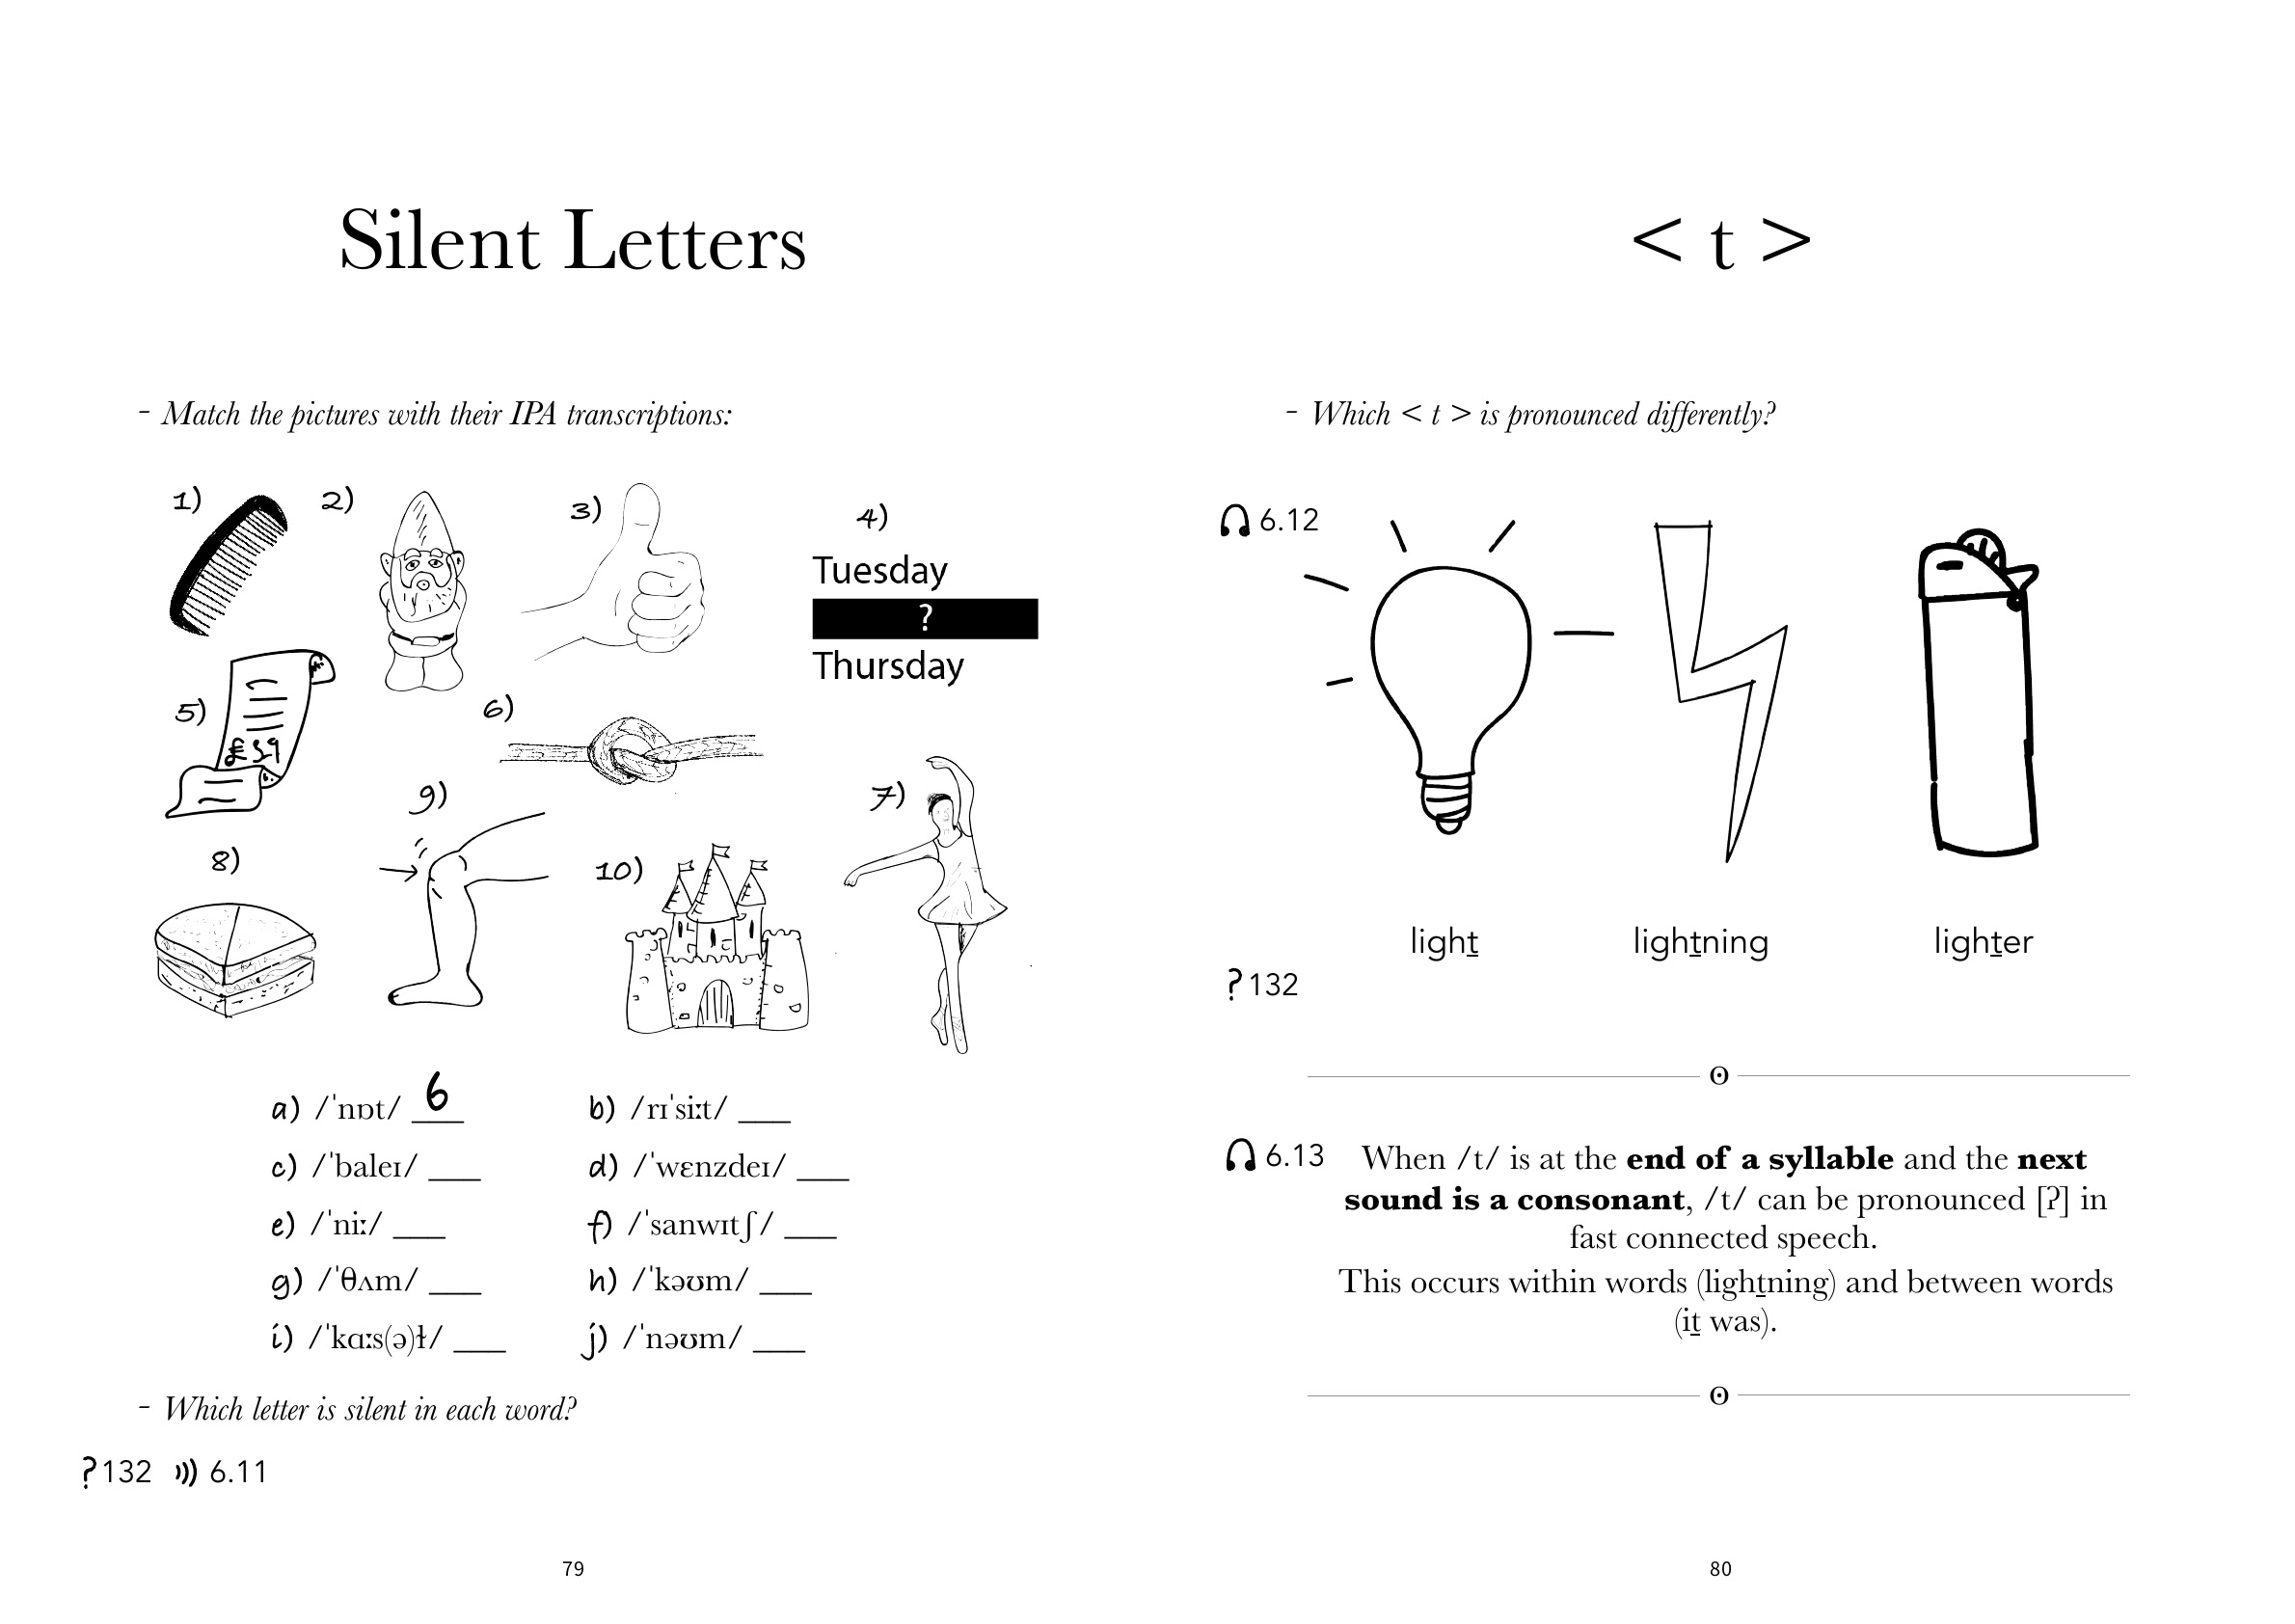 Silent Letters
- Match the pictures with their IPA transcriptions:
1)
2)
3)
4)
Tuesday
?
Thursday
5)
£39
6)
7)
8)
9)
10)
a) /ˈnɒt/ 6
b) /rɪˈsiːt/ ___
c) /ˈbaleɪ/ ___
d) /ˈwɛnzdeɪ/ ___
e) /ˈniː/ ___
f) /ˈsanwɪtʃ/ ___
g) /ˈθʌm/ ___
h) /ˈkəʊm/ ___
i) /ˈkɑːs(ə)ɫ/ ___
j) /ˈnəʊm/ ___
- Which letter is silent in each word?
?132 6.11
79
< t >
- Which < t > is pronounced differently?
6.12
light
lightning
lighter
?132
6.13
When /t/ is at the end of a syllable and the next
sound is a consonant, /t/ can be pronounced [ʔ] in
fast connected speech.
This occurs within words (lightning) and between words
(it was).
80